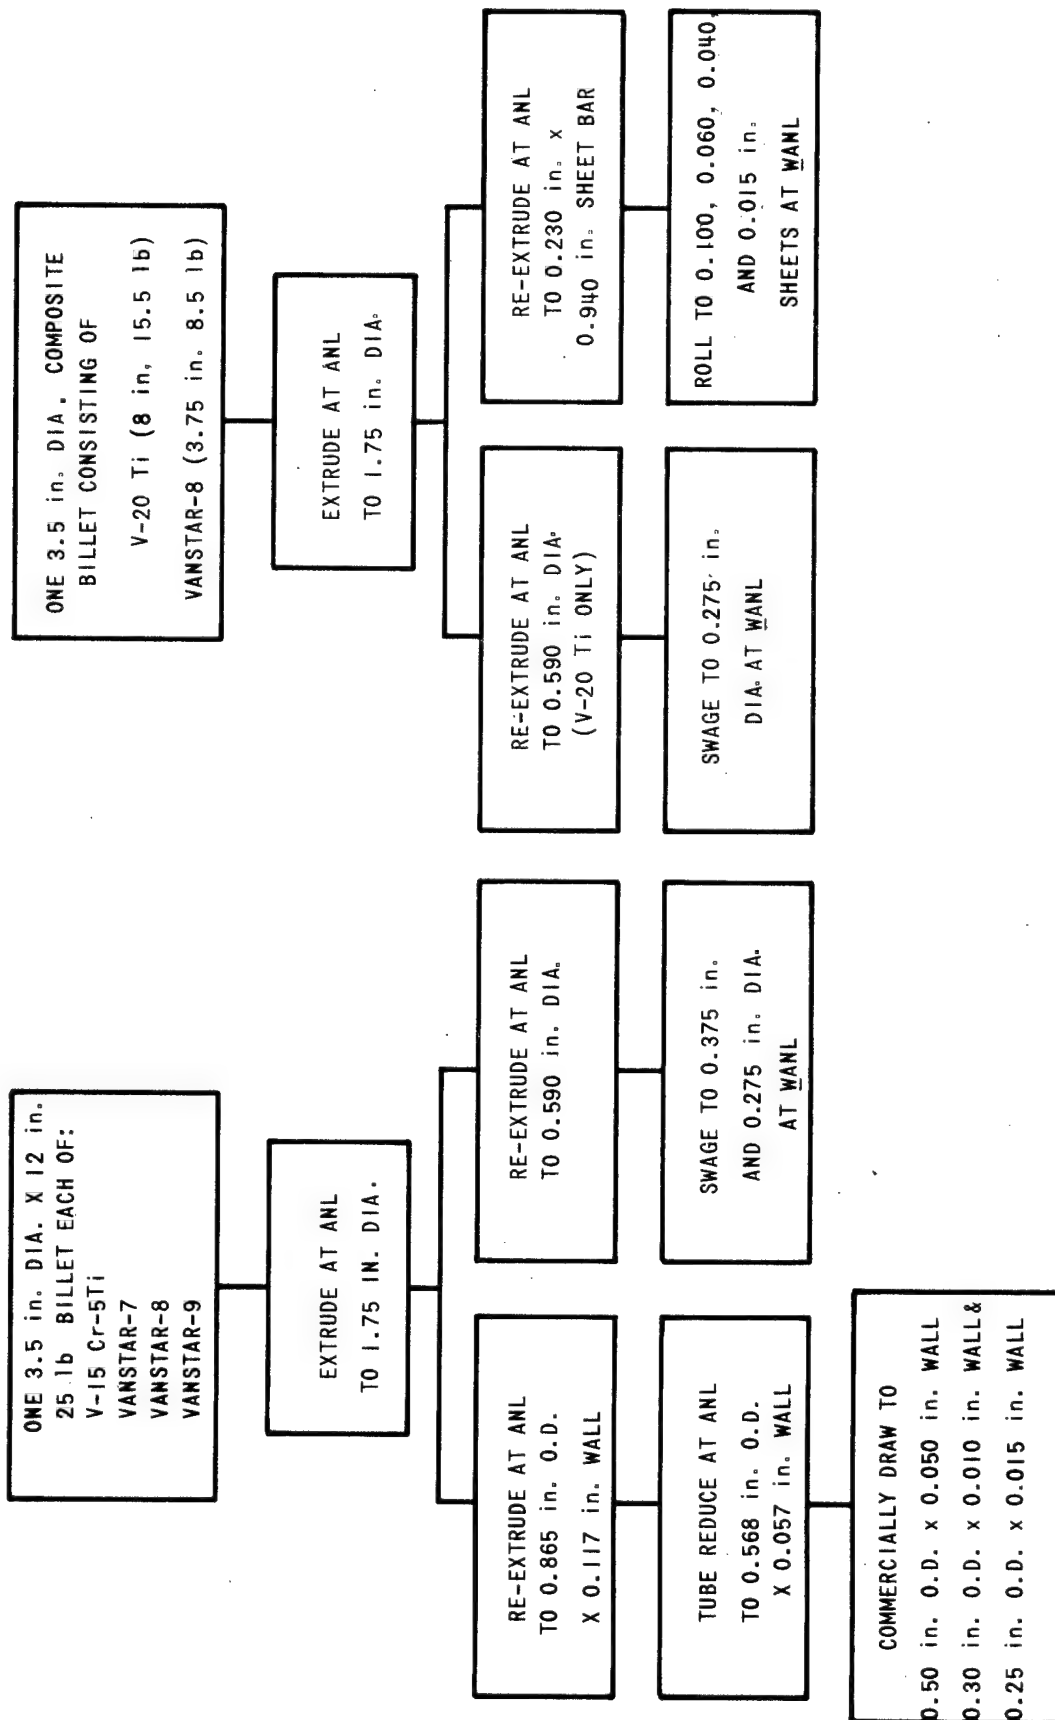 ONE 3.5 in. DIA. X 12 in.
25 lb BILLET EACH OF:
V-15 Cr-5Ti
VANSTAR-7
VANSTAR-8
VANSTAR-9
EXTRUDE AT ANL
TO 1.75 IN. DIA.
RE-EXTRUDE AT ANL
TO 0.865 in. O.D.
X 0.117 in. WALL
TUBE REDUCE AT ANL
TO 0.568 in. O.D.
X 0.057 in. WALL
COMMERCIALLY DRAW TO
0.50 in. O.D. x 0.050 in. WALL
0.30 in. O.D. x 0.010 in. WALL &
0.25 in. O.D. x 0.015 in. WALL
RE-EXTRUDE AT ANL
TO 0.590 in. DIA.
SWAGE TO 0.375 in.
AND 0.275 in. DIA.
AT WANL
ONE 3.5 in. DIA. COMPOSITE
BILLET CONSISTING OF
V-20 Ti (8 in, 15.5 lb)
VANSTAR-8 (3.75 in. 8.5 lb)
EXTRUDE AT ANL
TO 1.75 in. DIA.
RE-EXTRUDE AT ANL
TO 0.590 in. DIA.
(V-20 Ti ONLY)
SWAGE TO 0.275 in.
DIA. AT WANL
RE-EXTRUDE AT ANL
TO 0.230 in. x
0.940 in. SHEET BAR
ROLL TO 0.100, 0.060, 0.040,
AND 0.015 in.
SHEETS AT WANL